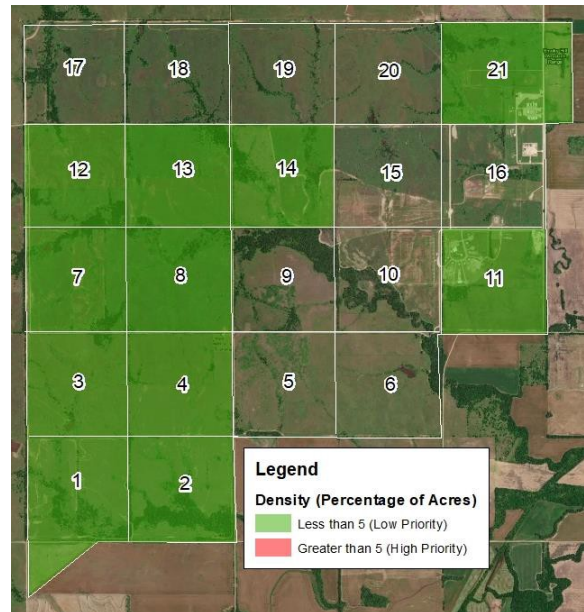 17 18 19 20 21
12 13 14 15 16
7 8 9 10 11
3 4 5 6
1 2
Legend
Density (Percentage of Acres)
Less than 5 (Low Priority)
Greater than 5 (High Priority)